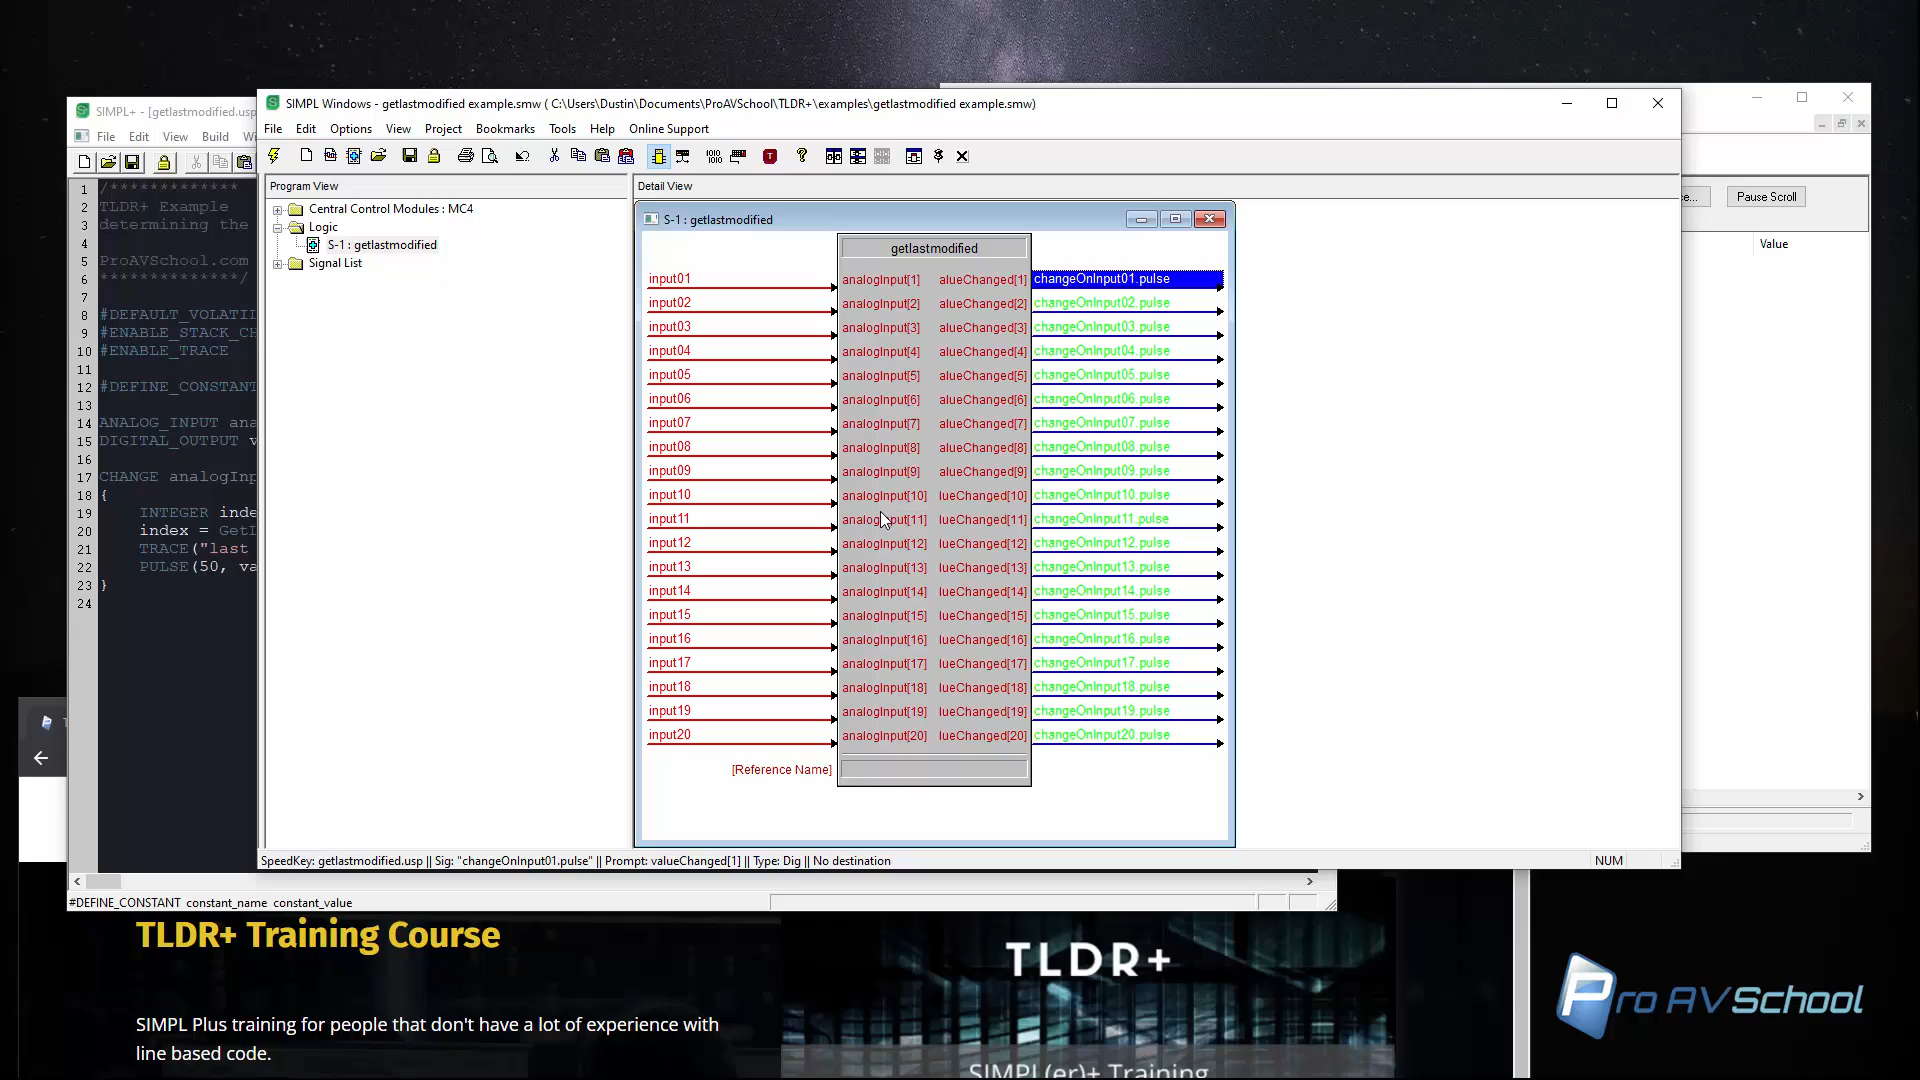 SIMPL+ - [getlastmodified.usp
File Edit View Build
1 /*************
2 TLDR+ Example
3 determining the
4
5 ProAVSchool.com
6 **************/
7
8 #DEFAULT_VOLATIL
9 #ENABLE_STACK_CH
10 #ENABLE_TRACE
11
12 #DEFINE_CONSTANT
13
14 ANALOG_INPUT ana
15 DIGITAL_OUTPUT v
16
17 CHANGE analogInp
18 {
19 INTEGER inde
20 index = GetI
21 TRACE("last
22 PULSE(50, va
23 }
24
#DEFINE_CONSTANT constant_name constant_value
SIMPL Windows - getlastmodified example.smw ( C:\Users\Dustin\Documents\ProAVSchool\TLDR+\examples\getlastmodified example.smw)
File Edit Options View Project Bookmarks Tools Help Online Support
Program View
Central Control Modules : MC4
Logic
S-1 : getlastmodified
Signal List
Detail View
S-1 : getlastmodified
getlastmodified
input01 analogInput[1] alueChanged[1] changeOnInput01.pulse
input02 analogInput[2] alueChanged[2] changeOnInput02.pulse
input03 analogInput[3] alueChanged[3] changeOnInput03.pulse
input04 analogInput[4] alueChanged[4] changeOnInput04.pulse
input05 analogInput[5] alueChanged[5] changeOnInput05.pulse
input06 analogInput[6] alueChanged[6] changeOnInput06.pulse
input07 analogInput[7] alueChanged[7] changeOnInput07.pulse
input08 analogInput[8] alueChanged[8] changeOnInput08.pulse
input09 analogInput[9] alueChanged[9] changeOnInput09.pulse
input10 analogInput[10] lueChanged[10] changeOnInput10.pulse
input11 analogInput[11] lueChanged[11] changeOnInput11.pulse
input12 analogInput[12] lueChanged[12] changeOnInput12.pulse
input13 analogInput[13] lueChanged[13] changeOnInput13.pulse
input14 analogInput[14] lueChanged[14] changeOnInput14.pulse
input15 analogInput[15] lueChanged[15] changeOnInput15.pulse
input16 analogInput[16] lueChanged[16] changeOnInput16.pulse
input17 analogInput[17] lueChanged[17] changeOnInput17.pulse
input18 analogInput[18] lueChanged[18] changeOnInput18.pulse
input19 analogInput[19] lueChanged[19] changeOnInput19.pulse
input20 analogInput[20] lueChanged[20] changeOnInput20.pulse
[Reference Name]
SpeedKey: getlastmodified.usp || Sig: "changeOnInput01.pulse" || Prompt: valueChanged[1] || Type: Dig || No destination
NUM
Pause Scroll
Value
TLDR+ Training Course
SIMPL Plus training for people that don't have a lot of experience with
line based code.
TLDR+
SIMPL(er)+ Training
Pro AVSchool